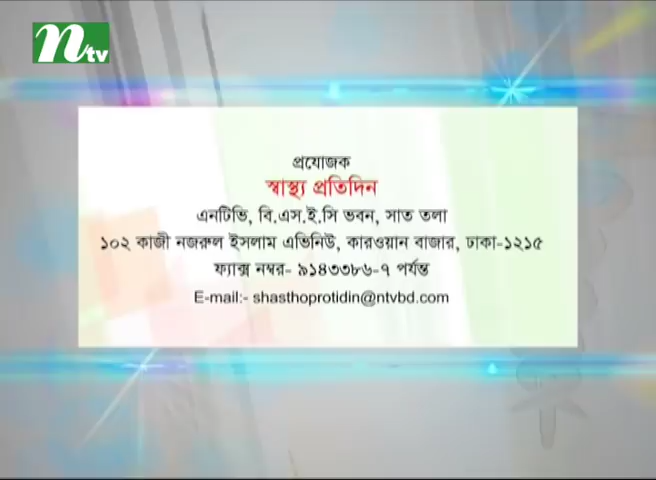 ntv
প্রযোজক
স্বাস্থ্য প্রতিদিন
এনটিভি, বি.এস.ই.সি ভবন, সাত তলা
১০২ কাজী নজরুল ইসলাম এভিনিউ, কারওয়ান বাজার, ঢাকা-১২১৫
ফ্যাক্স নম্বর- ৯১৪৩৩৮৬-৭ পর্যন্ত
E-mail:- shasthoprotidin@ntvbd.com